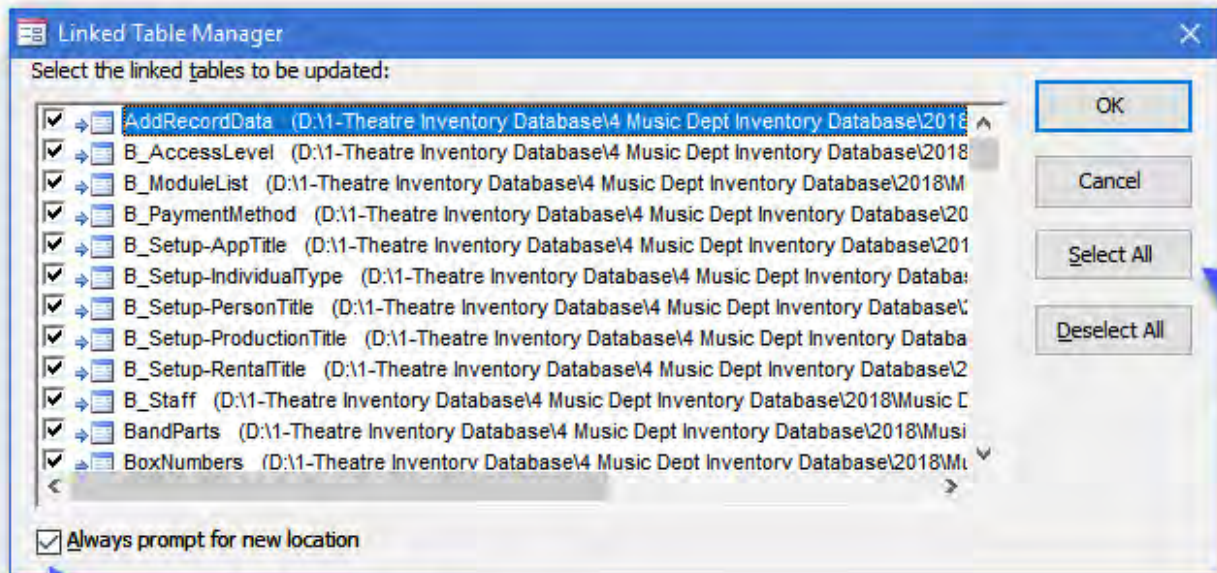 Linked Table Manager
Select the linked tables to be updated:
AddRecordData (D:\1-Theatre Inventory Database\4 Music Dept Inventory Database\2018
B_AccessLevel (D:\1-Theatre Inventory Database\4 Music Dept Inventory Database\2018
B_ModuleList (D:\1-Theatre Inventory Database\4 Music Dept Inventory Database\2018\M
B_PaymentMethod (D:\1-Theatre Inventory Database\4 Music Dept Inventory Database\20
B_Setup-AppTitle (D:\1-Theatre Inventory Database\4 Music Dept Inventory Database\201
B_Setup-IndividualType (D:\1-Theatre Inventory Database\4 Music Dept Inventory Databas
B_Setup-PersonTitle (D:\1-Theatre Inventory Database\4 Music Dept Inventory Database\2
B_Setup-ProductionTitle (D:\1-Theatre Inventory Database\4 Music Dept Inventory Databa
B_Setup-RentalTitle (D:\1-Theatre Inventory Database\4 Music Dept Inventory Database\2
B_Staff (D:\1-Theatre Inventory Database\4 Music Dept Inventory Database\2018\Music D
BandParts (D:\1-Theatre Inventory Database\4 Music Dept Inventory Database\2018\Musi
BoxNumbers (D:\1-Theatre Inventory Database\4 Music Dept Inventory Database\2018\Mu
OK
Cancel
Select All
Deselect All
Always prompt for new location